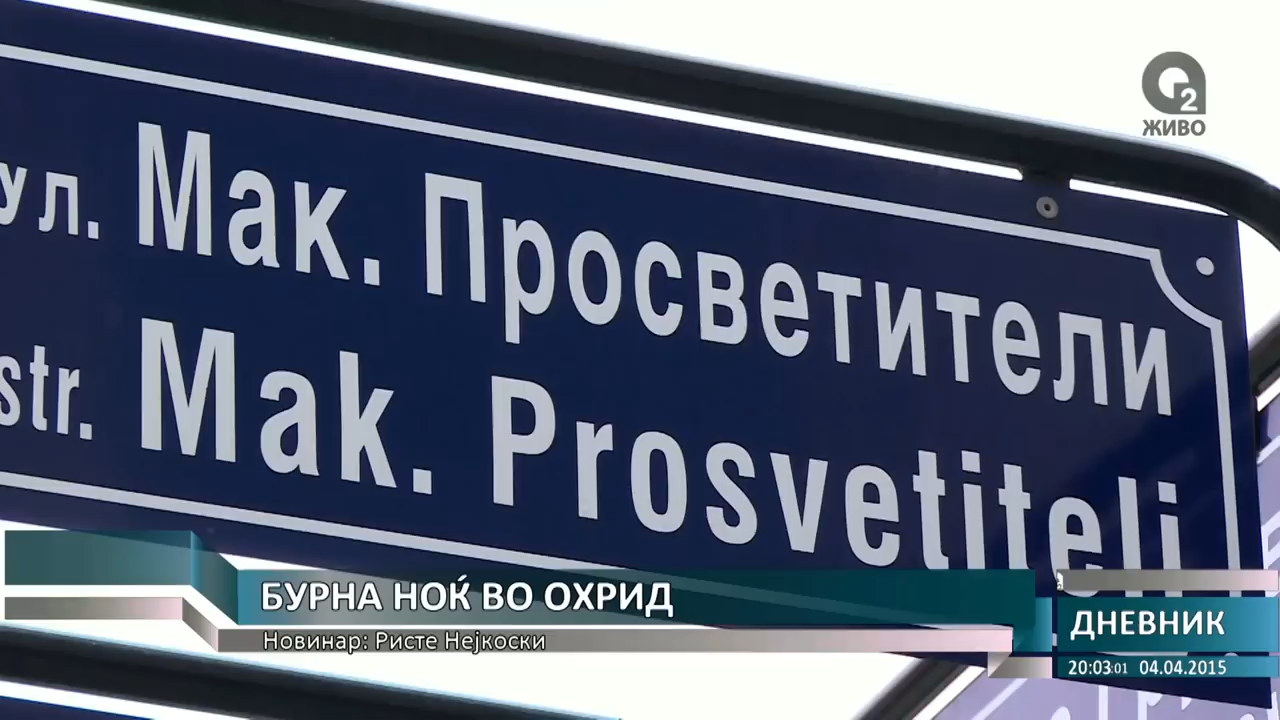 2
ЖИВО
ул. Мак. Просветители
str. Mak. Prosvetiteli
БУРНА НОЌ ВО ОХРИД
Новинар: Ристе Нејкоски
ДНЕВНИК
20:03:01 04.04.2015